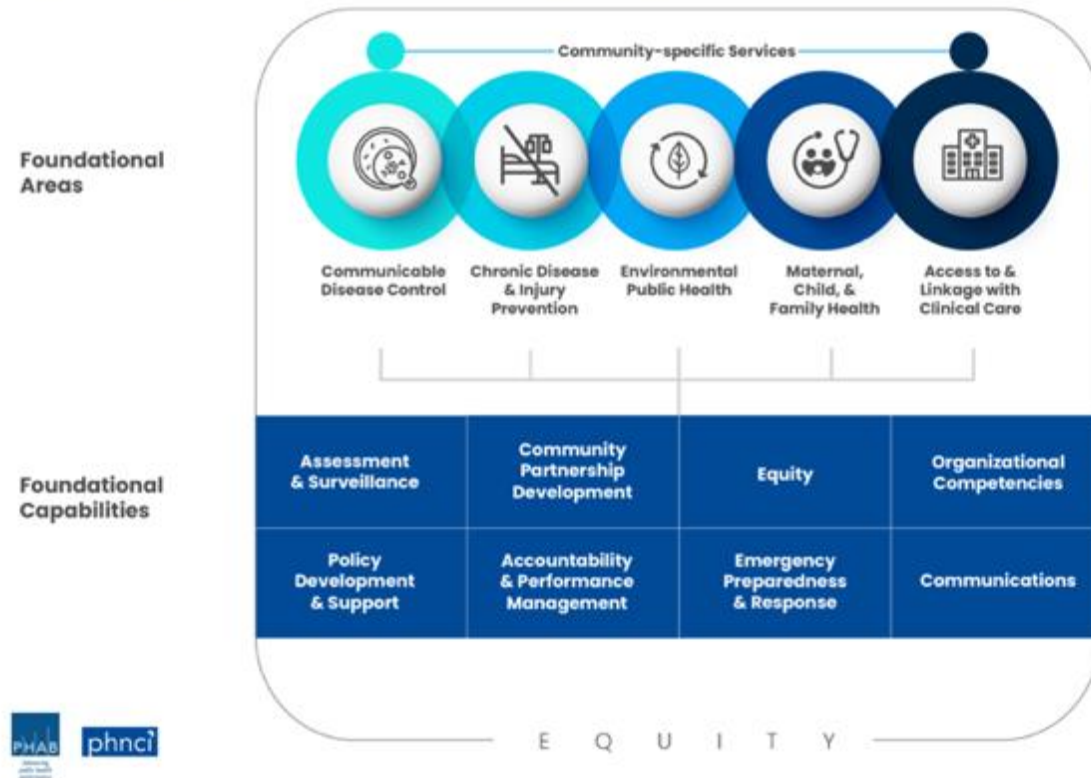 Community-specific Services
Foundational
Areas
Communicable
Disease Control
Chronic Disease
& Injury
Prevention
Environmental
Public Health
Maternal,
Child, &
Family Health
Access to &
Linkage with
Clinical Care
Foundational
Capabilities
Assessment
& Surveillance
Community
Partnership
Development
Equity
Organizational
Competencies
Policy
Development
& Support
Accountability
& Performance
Management
Emergency
Preparedness
& Response
Communications
PHAB
phnci
EQUITY